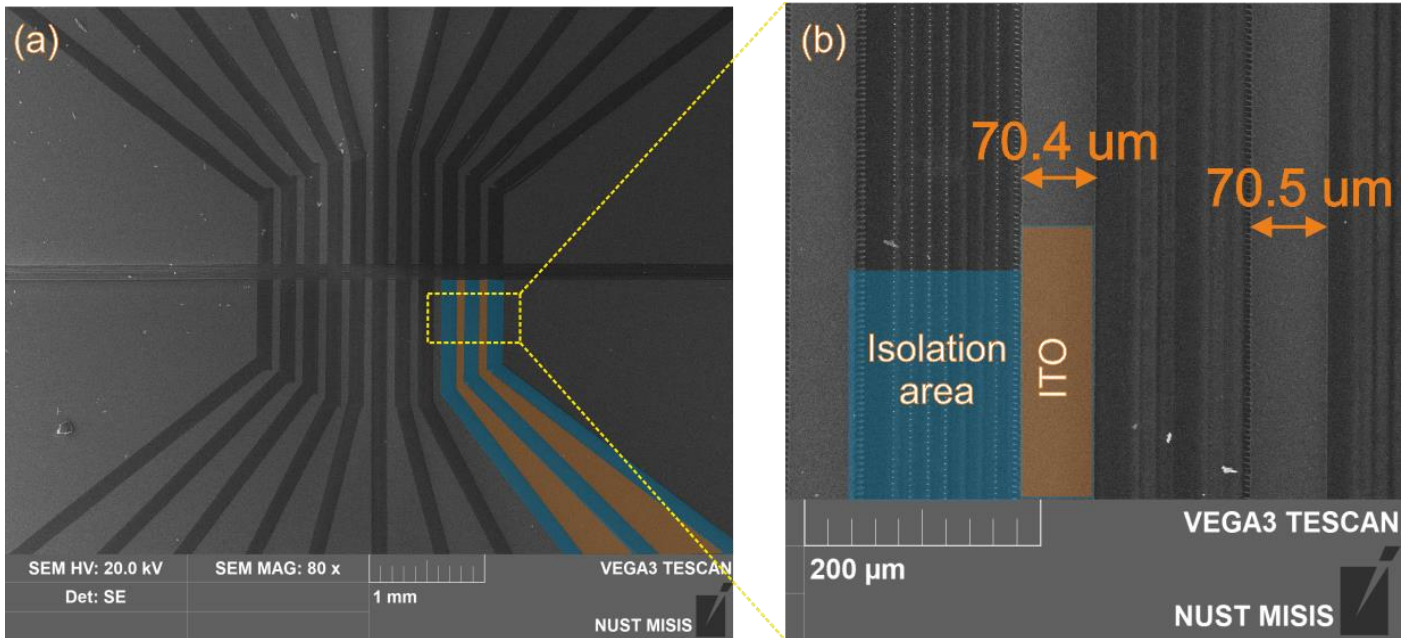 (a)
SEM HV: 20.0 kV
SEM MAG: 80 x
VEGA3 TESCAN
Det: SE
1 mm
NUST MISIS
(b)
70.4 um
70.5 um
Isolation
area
ITO
VEGA3 TESCAN
200 µm
NUST MISIS